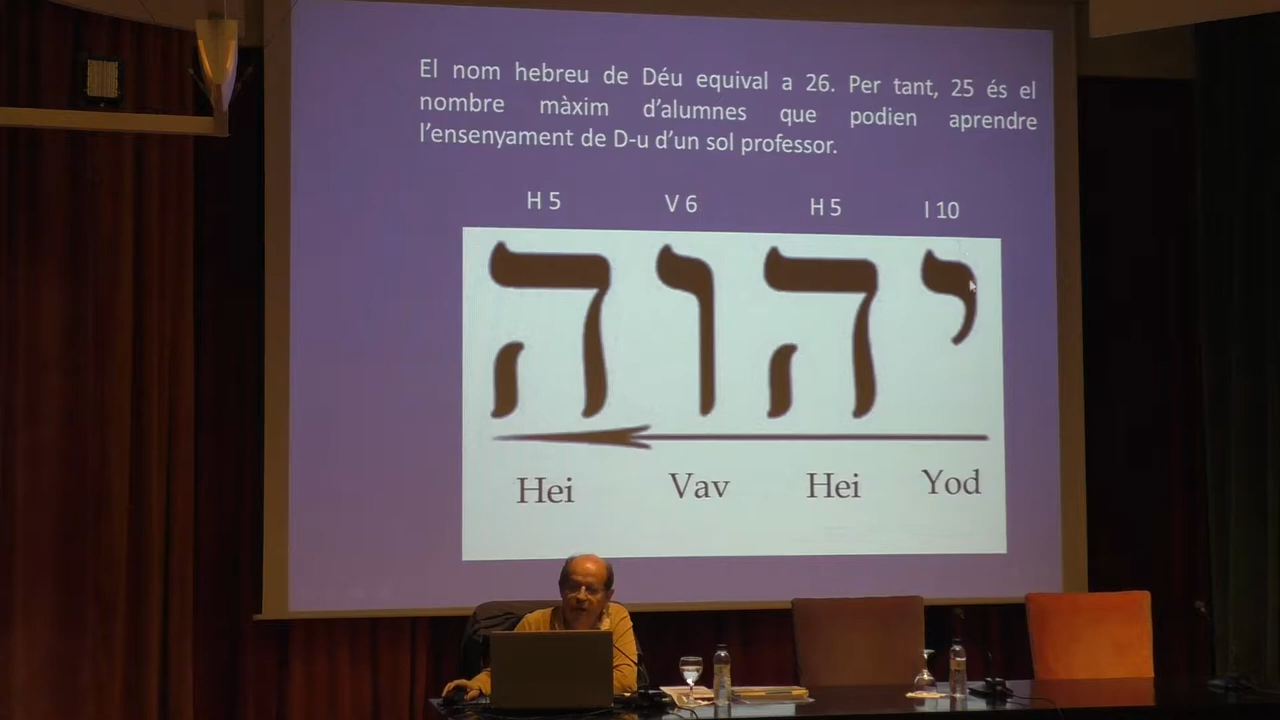 El nom hebreu de Déu equival a 26. Per tant, 25 és el
nombre màxim d'alumnes que podien aprendre
l'ensenyament de D-u d'un sol professor.
H 5 V 6 H 5 I 10
יהוה
Hei Vav Hei Yod